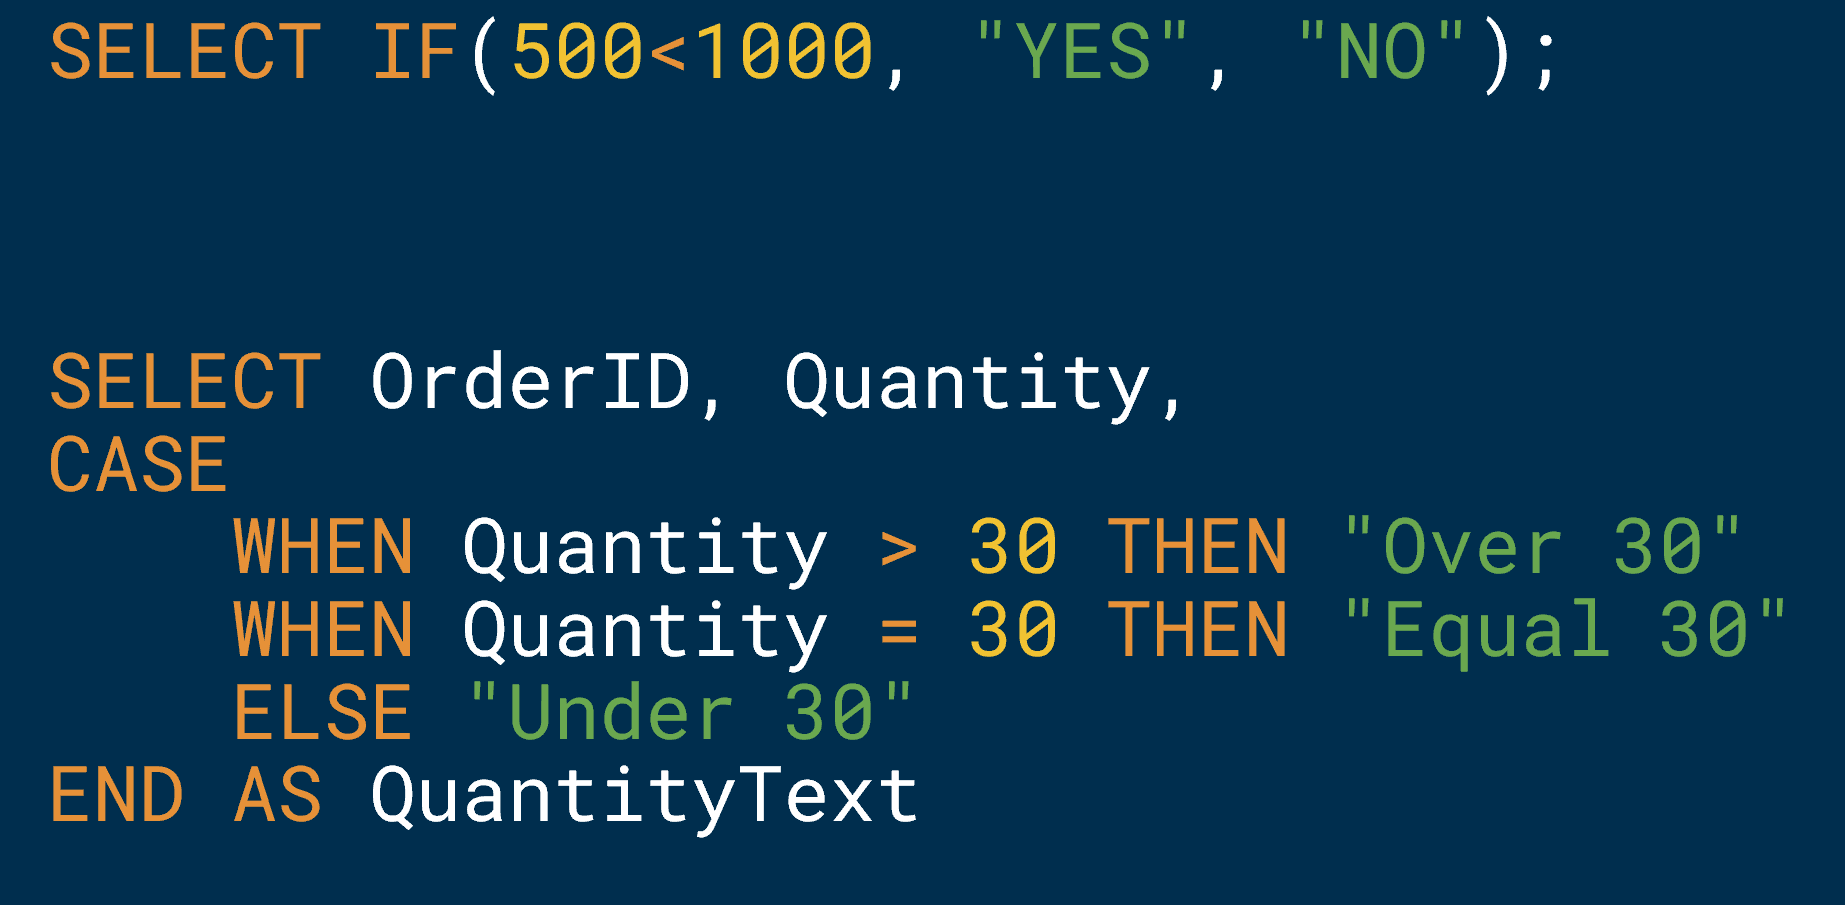 SELECT IF(500<1000, "YES", "NO");
SELECT OrderID, Quantity,
CASE
    WHEN Quantity > 30 THEN "Over 30"
    WHEN Quantity = 30 THEN "Equal 30"
    ELSE "Under 30"
END AS QuantityText